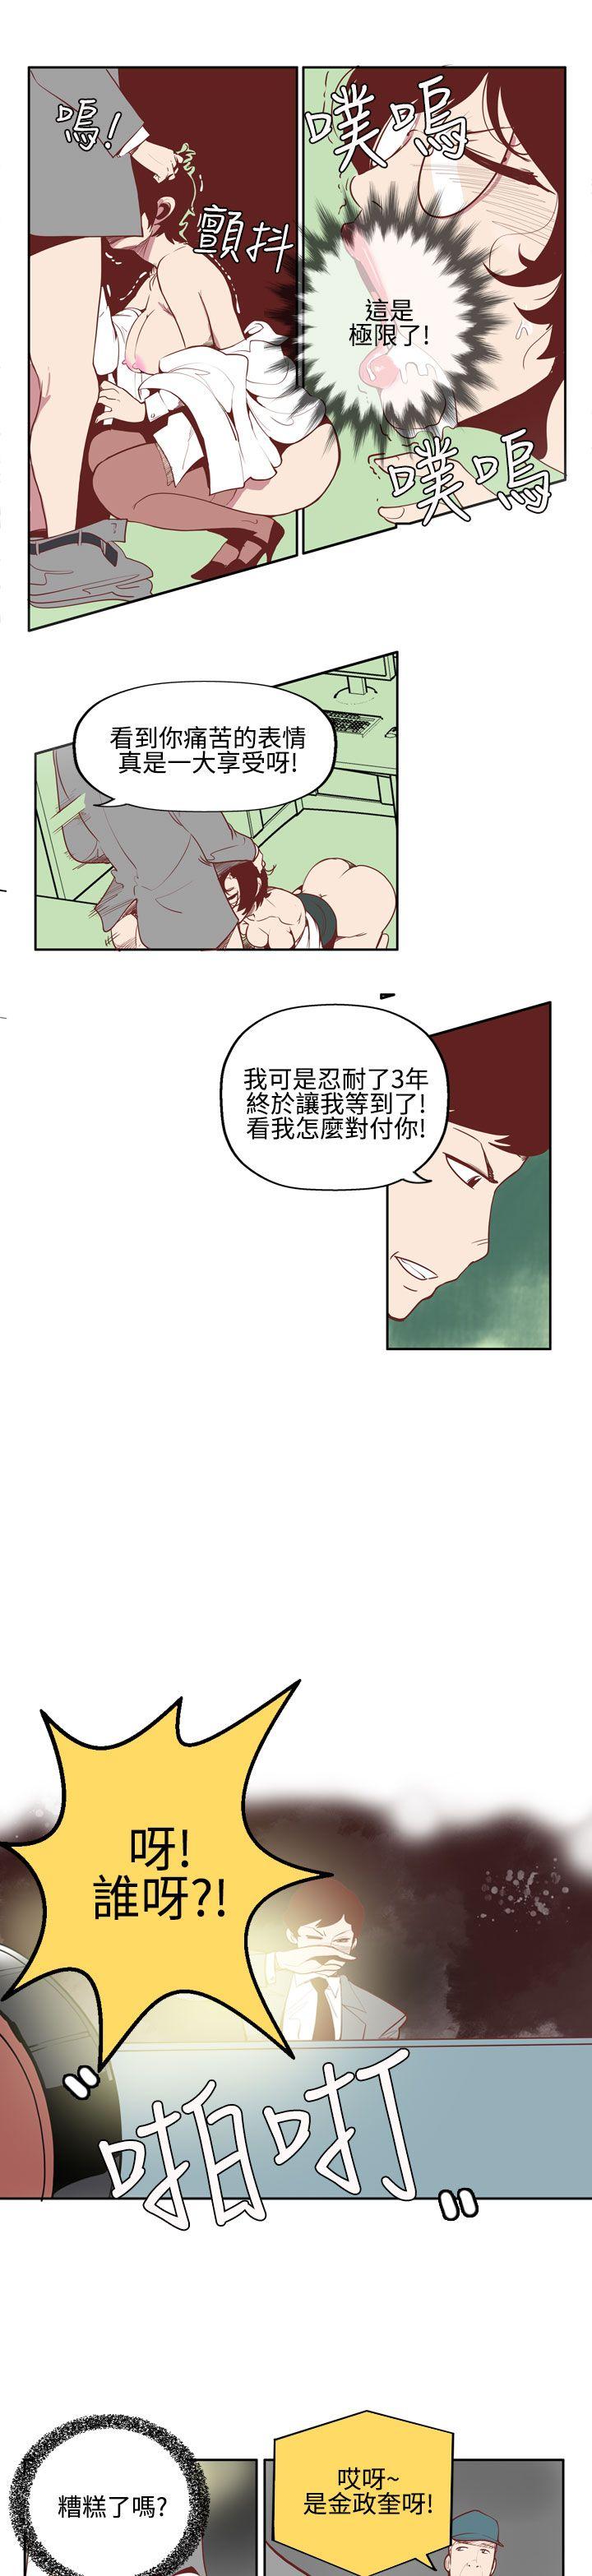 嗚!
顫抖
噗嗚
這是
極限了!
噗嗚
看到你痛苦的表情
真是一大享受呀!
我可是忍耐了3年
終於讓我等到了!
看我怎麼對付你!
呀!
誰呀?!
啪叮
糟糕了嗎?
哎呀~
是金政奎呀!